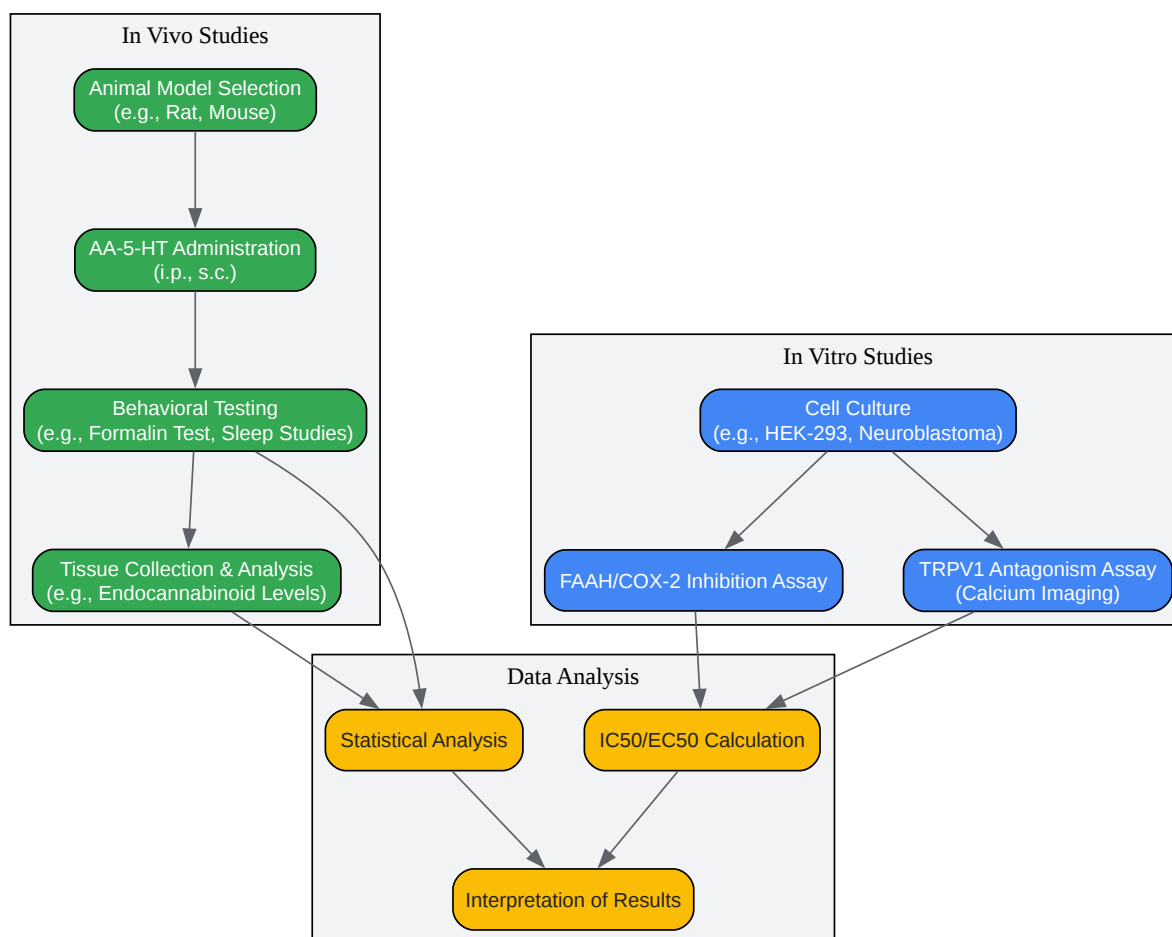 In Vivo Studies
Animal Model Selection
(e.g., Rat, Mouse)
AA-5-HT Administration
(i.p., s.c.)
Behavioral Testing
(e.g., Formalin Test, Sleep Studies)
Tissue Collection & Analysis
(e.g., Endocannabinoid Levels)
In Vitro Studies
Cell Culture
(e.g., HEK-293, Neuroblastoma)
FAAH/COX-2 Inhibition Assay
TRPV1 Antagonism Assay
(Calcium Imaging)
Data Analysis
Statistical Analysis
IC50/EC50 Calculation
Interpretation of Results